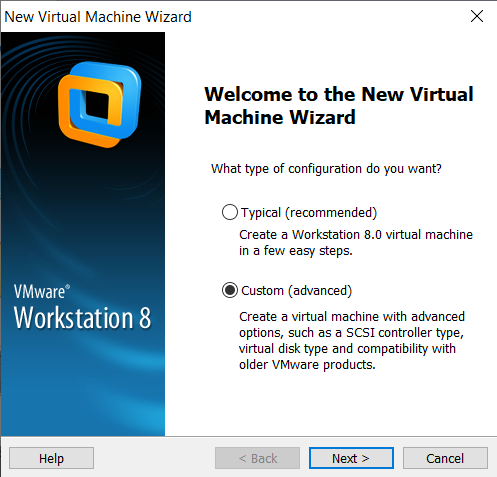 New Virtual Machine Wizard
Welcome to the New Virtual
Machine Wizard
What type of configuration do you want?
Typical (recommended)
Create a Workstation 8.0 virtual machine
in a few easy steps.
Custom (advanced)
Create a virtual machine with advanced
options, such as a SCSI controller type,
virtual disk type and compatibility with
older VMware products.
VMware®
Workstation 8
Help
< Back
Next >
Cancel